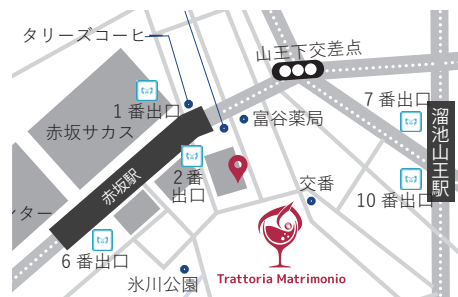 タリーズコーヒー
山王下交差点
1番出口
富谷薬局
7番出口
赤坂サカス
溜池山王駅
2番
出口
赤坂駅
交番
10番出口
ンター
6番出口
氷川公園
Trattoria Matrimonio